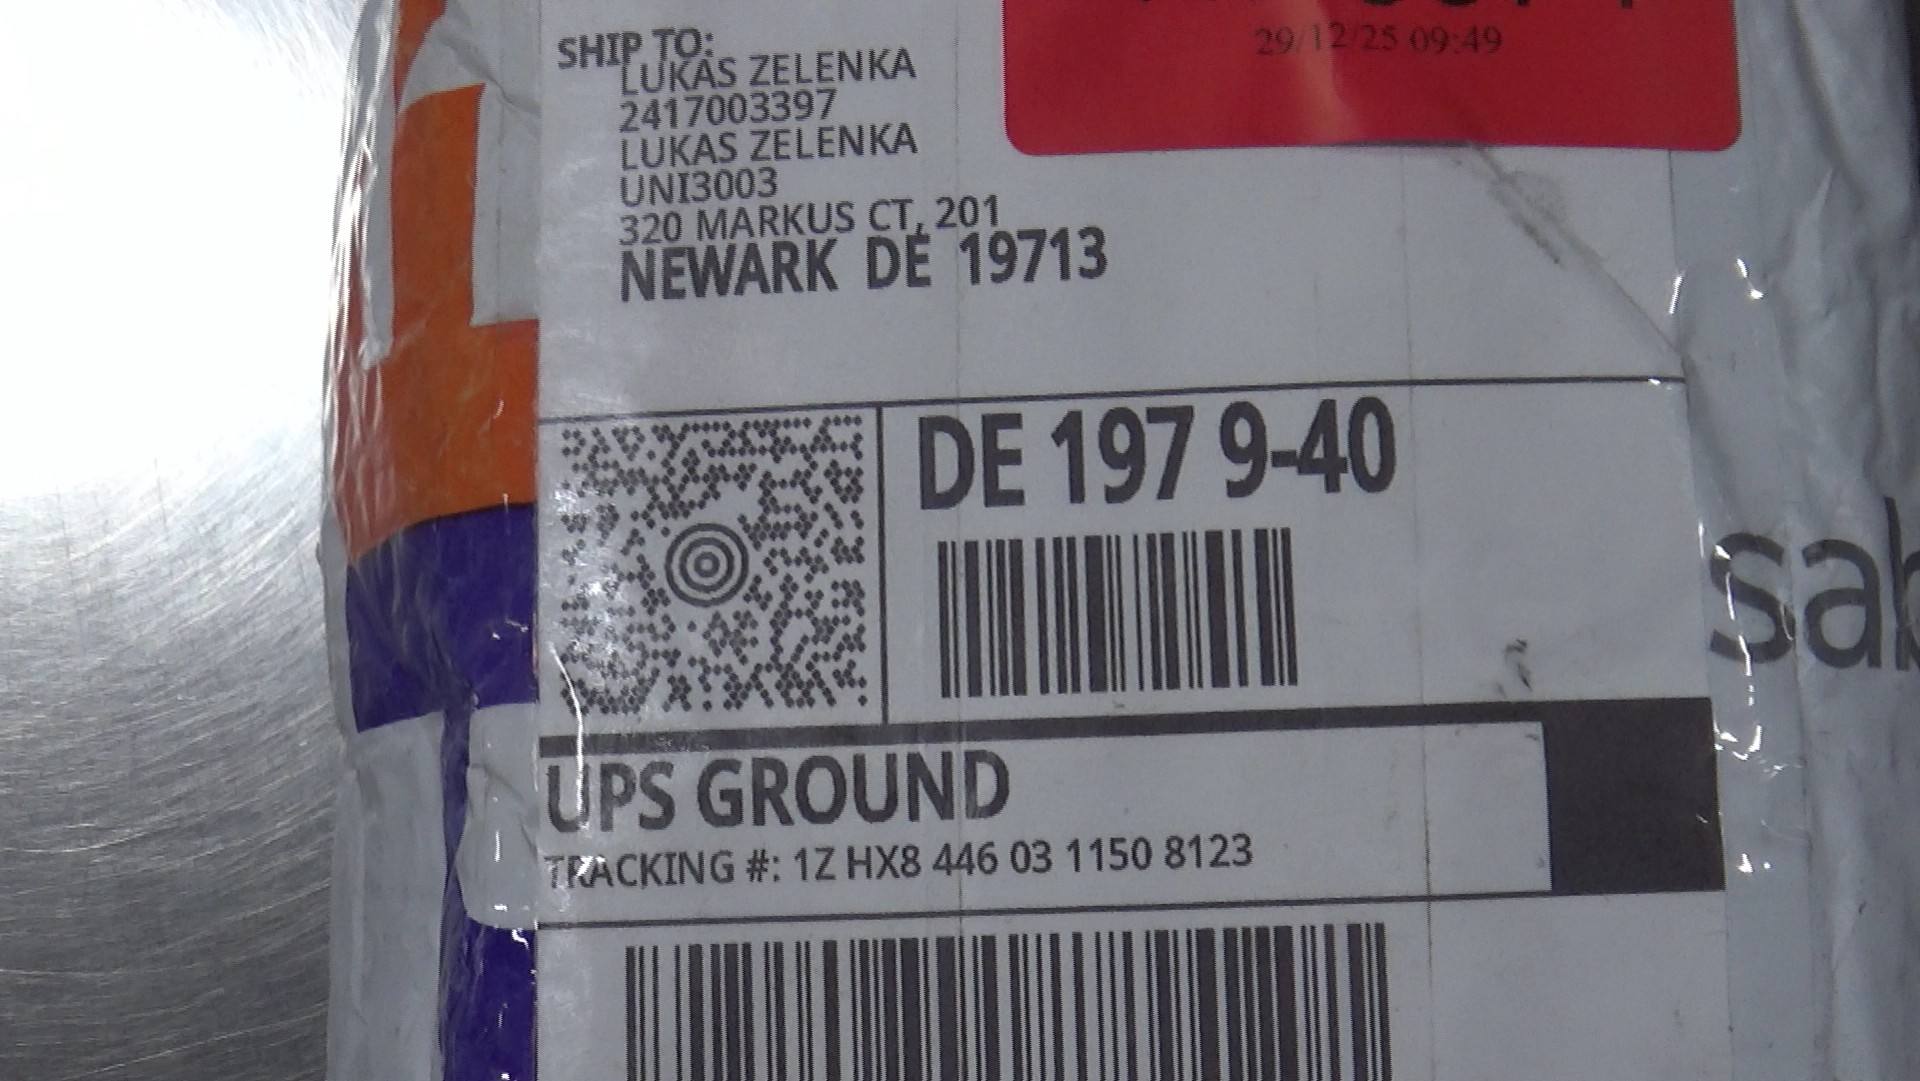 SHIP TO:
LUKAS ZELENKA
2417003397
LUKAS ZELENKA
UNI3003
320 MARKUS CT, 201
NEWARK DE 19713
29/12/25 09:49
DE 197 9-40
UPS GROUND
TRACKING #: 1Z HX8 446 03 1150 8123